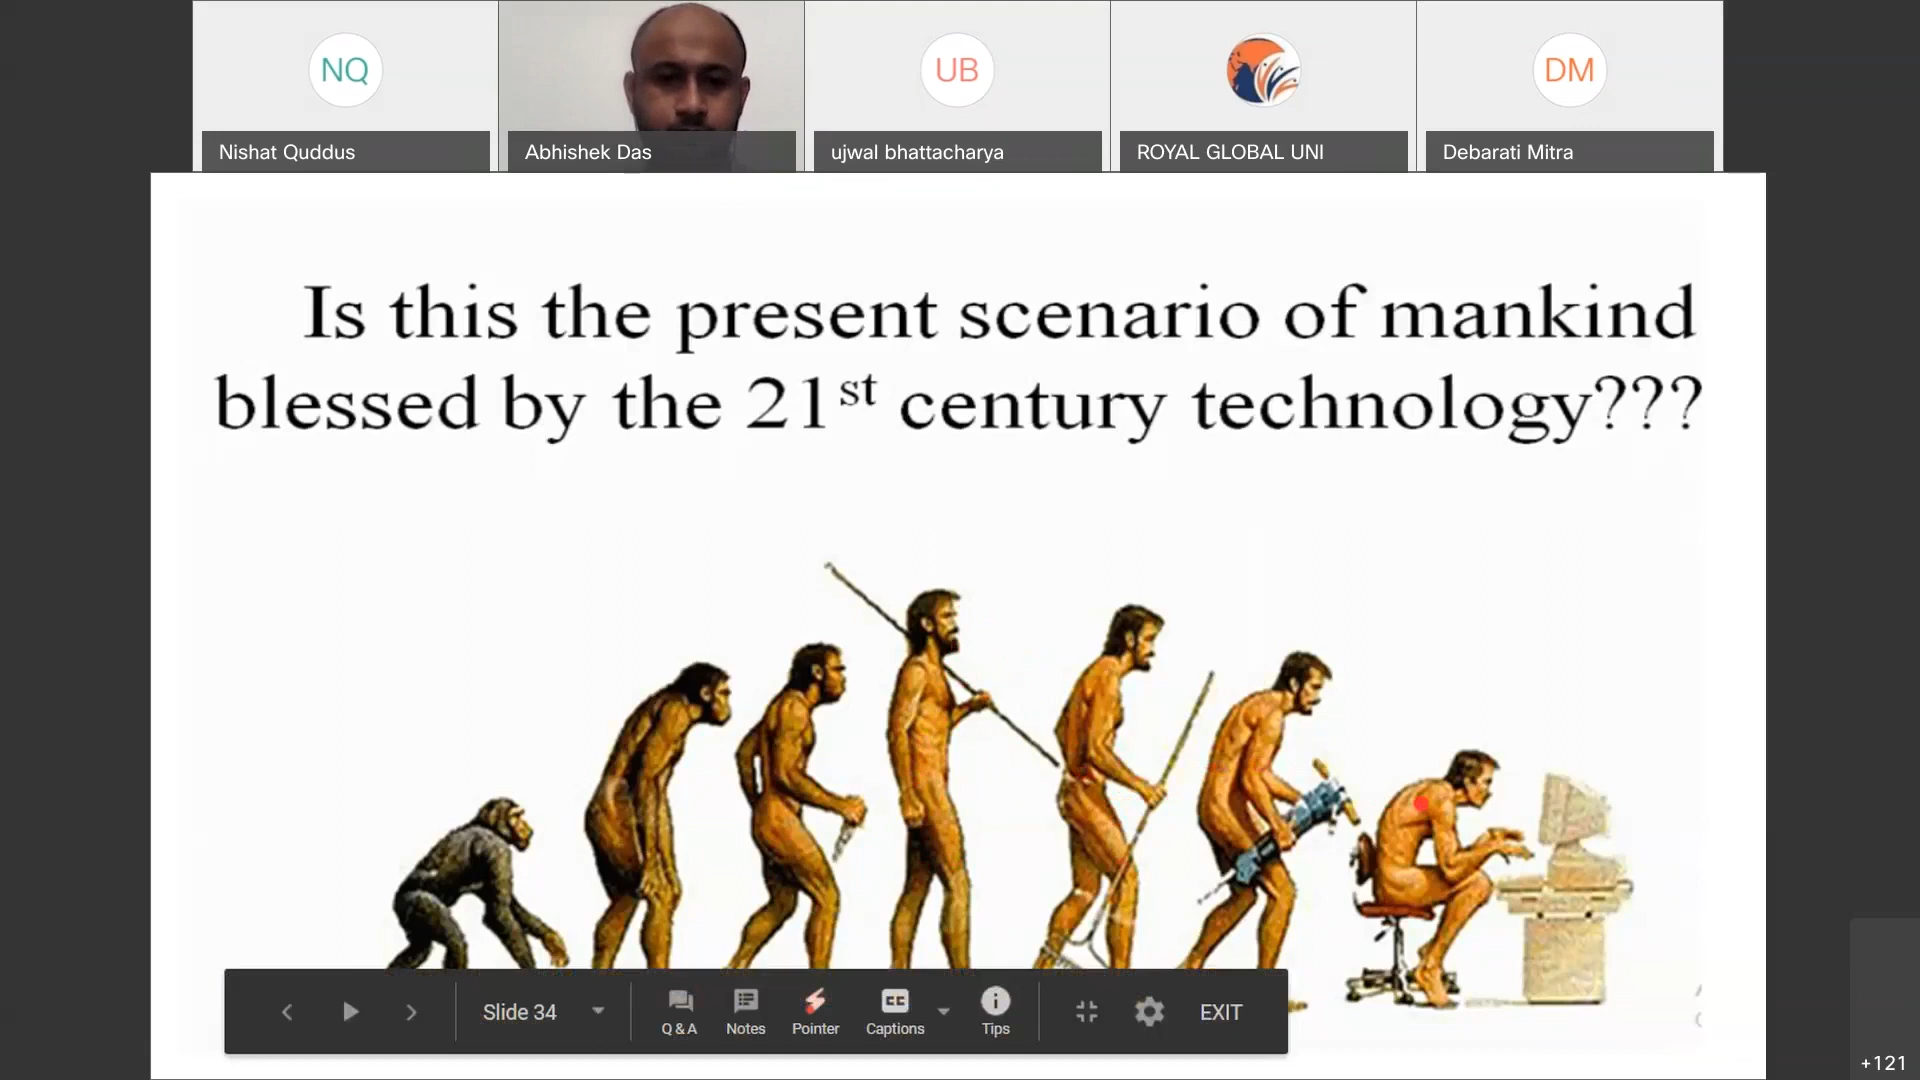 NQ
UB
DM
Nishat Quddus
Abhishek Das
ujwal bhattacharya
ROYAL GLOBAL UNI
Debarati Mitra
Is this the present scenario of mankind
blessed by the 21st century technology???
Slide 34
Q & A
Notes
Pointer
CC
Captions
Tips
EXIT
+121